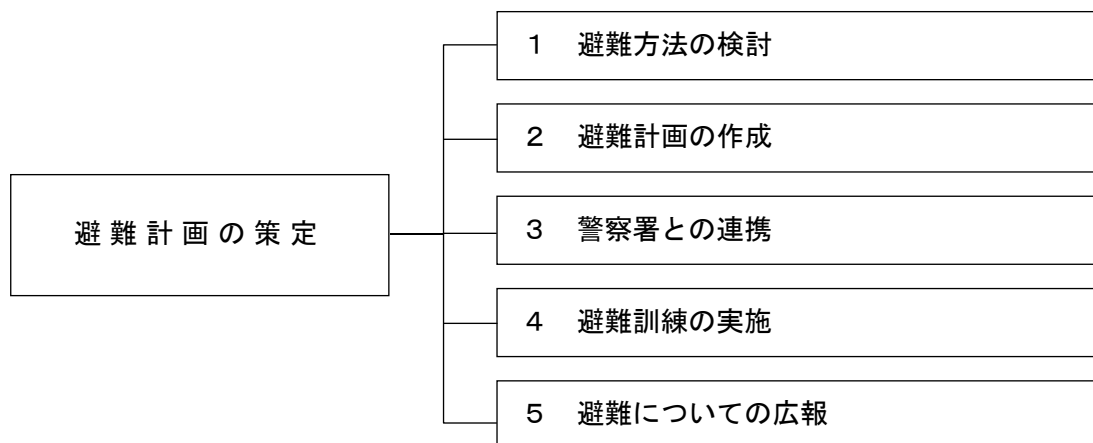 避難計画の策定
１　避難方法の検討
２　避難計画の作成
３　警察署との連携
４　避難訓練の実施
５　避難についての広報